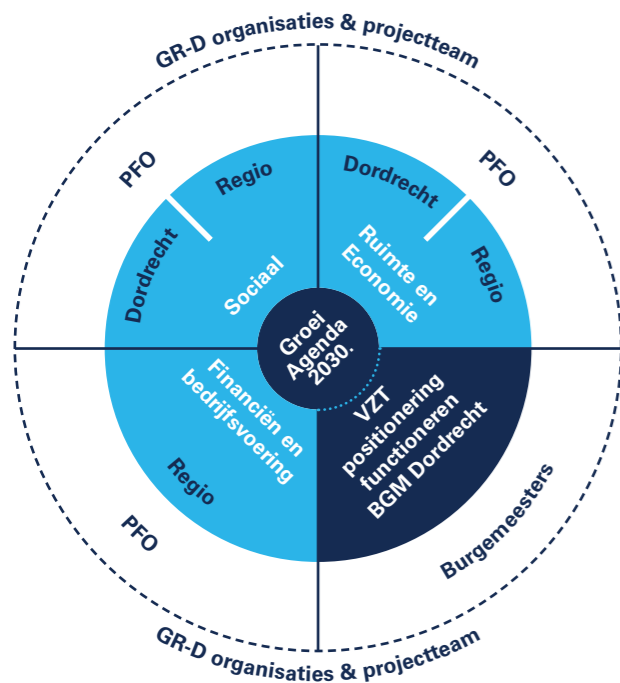 GR-D organisaties & projectteam
PFO
PFO
Regio
Dordrecht
Dordrecht
Regio
Sociaal
Ruimte en
Economie
Groei
Agenda
2030.
Financiën en
bedrijfsvoering
Regio
PFO
VZT
positionering
functioneren
BGM Dordrecht
Burgemeesters
GR-D organisaties & projectteam